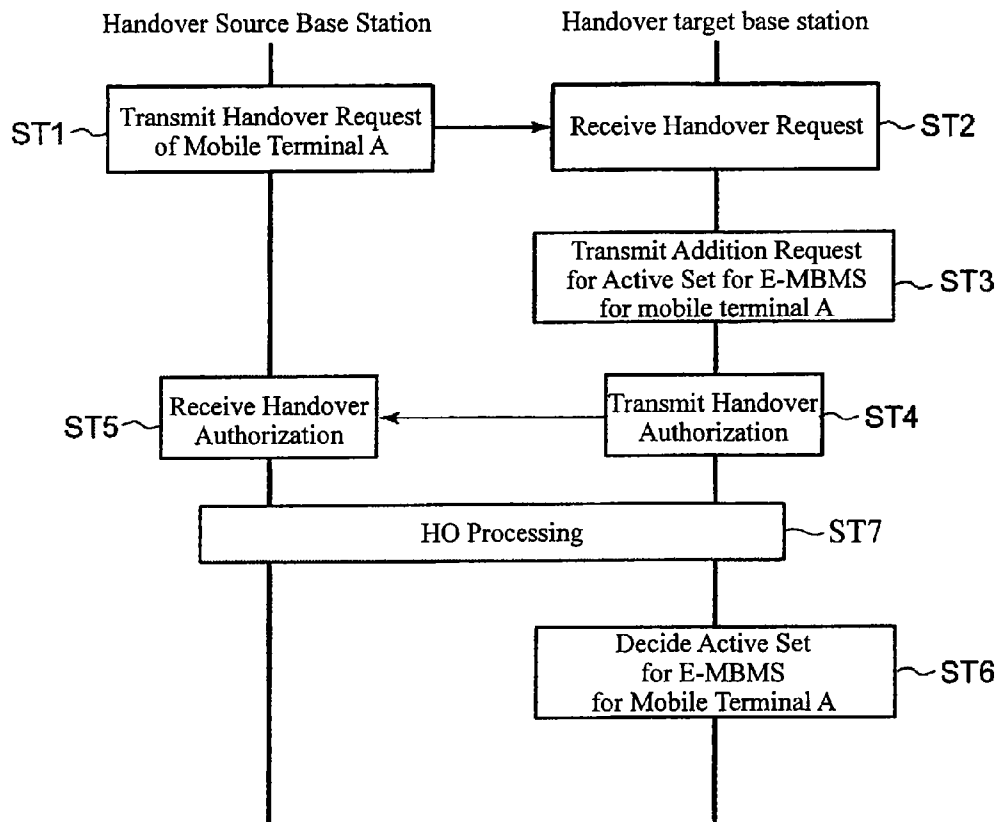 Handover Source Base Station
Handover target base station
ST1
Transmit Handover Request
of Mobile Terminal A
Receive Handover Request
ST2
Transmit Addition Request
for Active Set for E-MBMS
for mobile terminal A
ST3
ST5
Receive Handover
Authorization
Transmit Handover
Authorization
ST4
HO Processing
ST7
Decide Active Set
for E-MBMS
for Mobile Terminal A
ST6